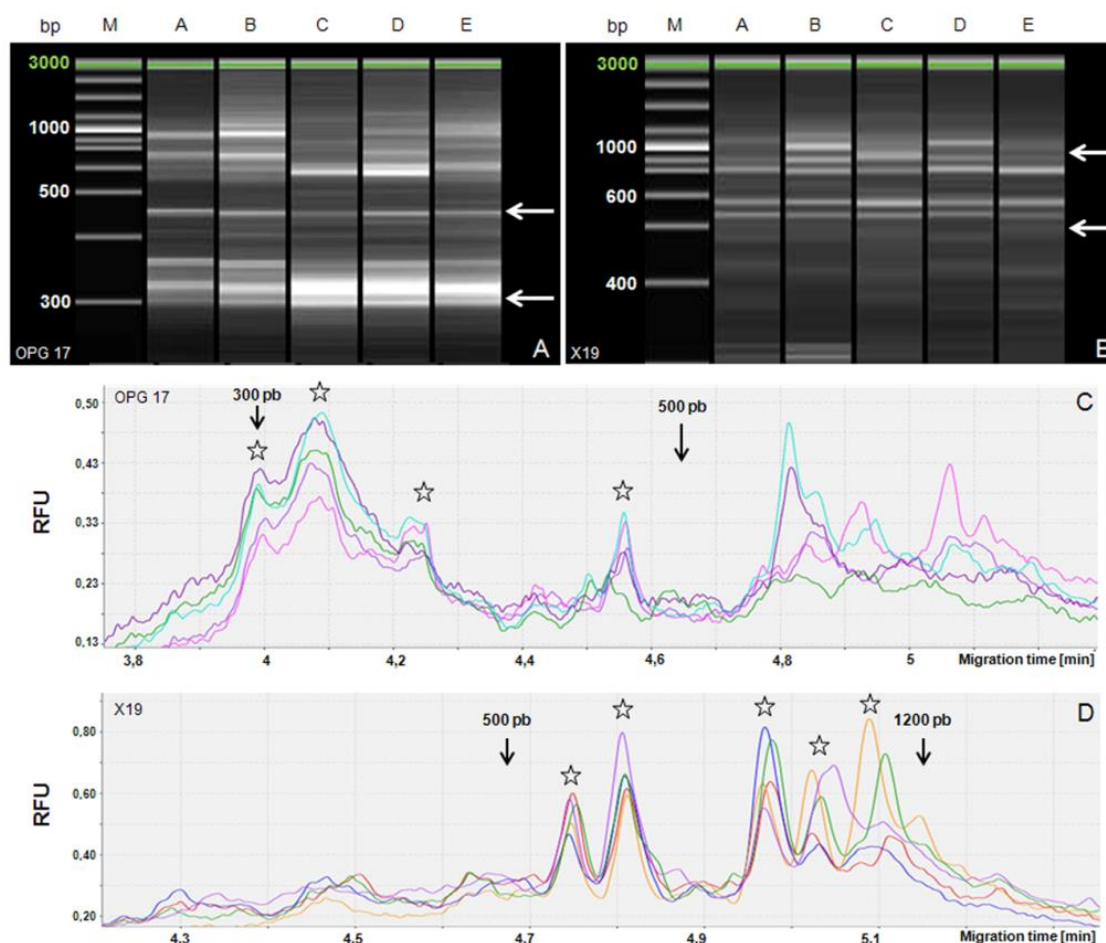 bp M A B C D E bp M A B C D E
3000 3000
1000 1000
500 600
300 400
OPG 17 A X19 B
OPG 17 300 pb 500 pb C
0,50
0,43
0,33
0,23
0,13
RFU
3,8 4 4,2 4,4 4,6 4,8 5 Migration time [min]
X19 500 pb 1200 pb D
0,80
0,60
0,40
0,20
RFU
4.3 4.5 4.7 4.9 5.1 Migration time [min]